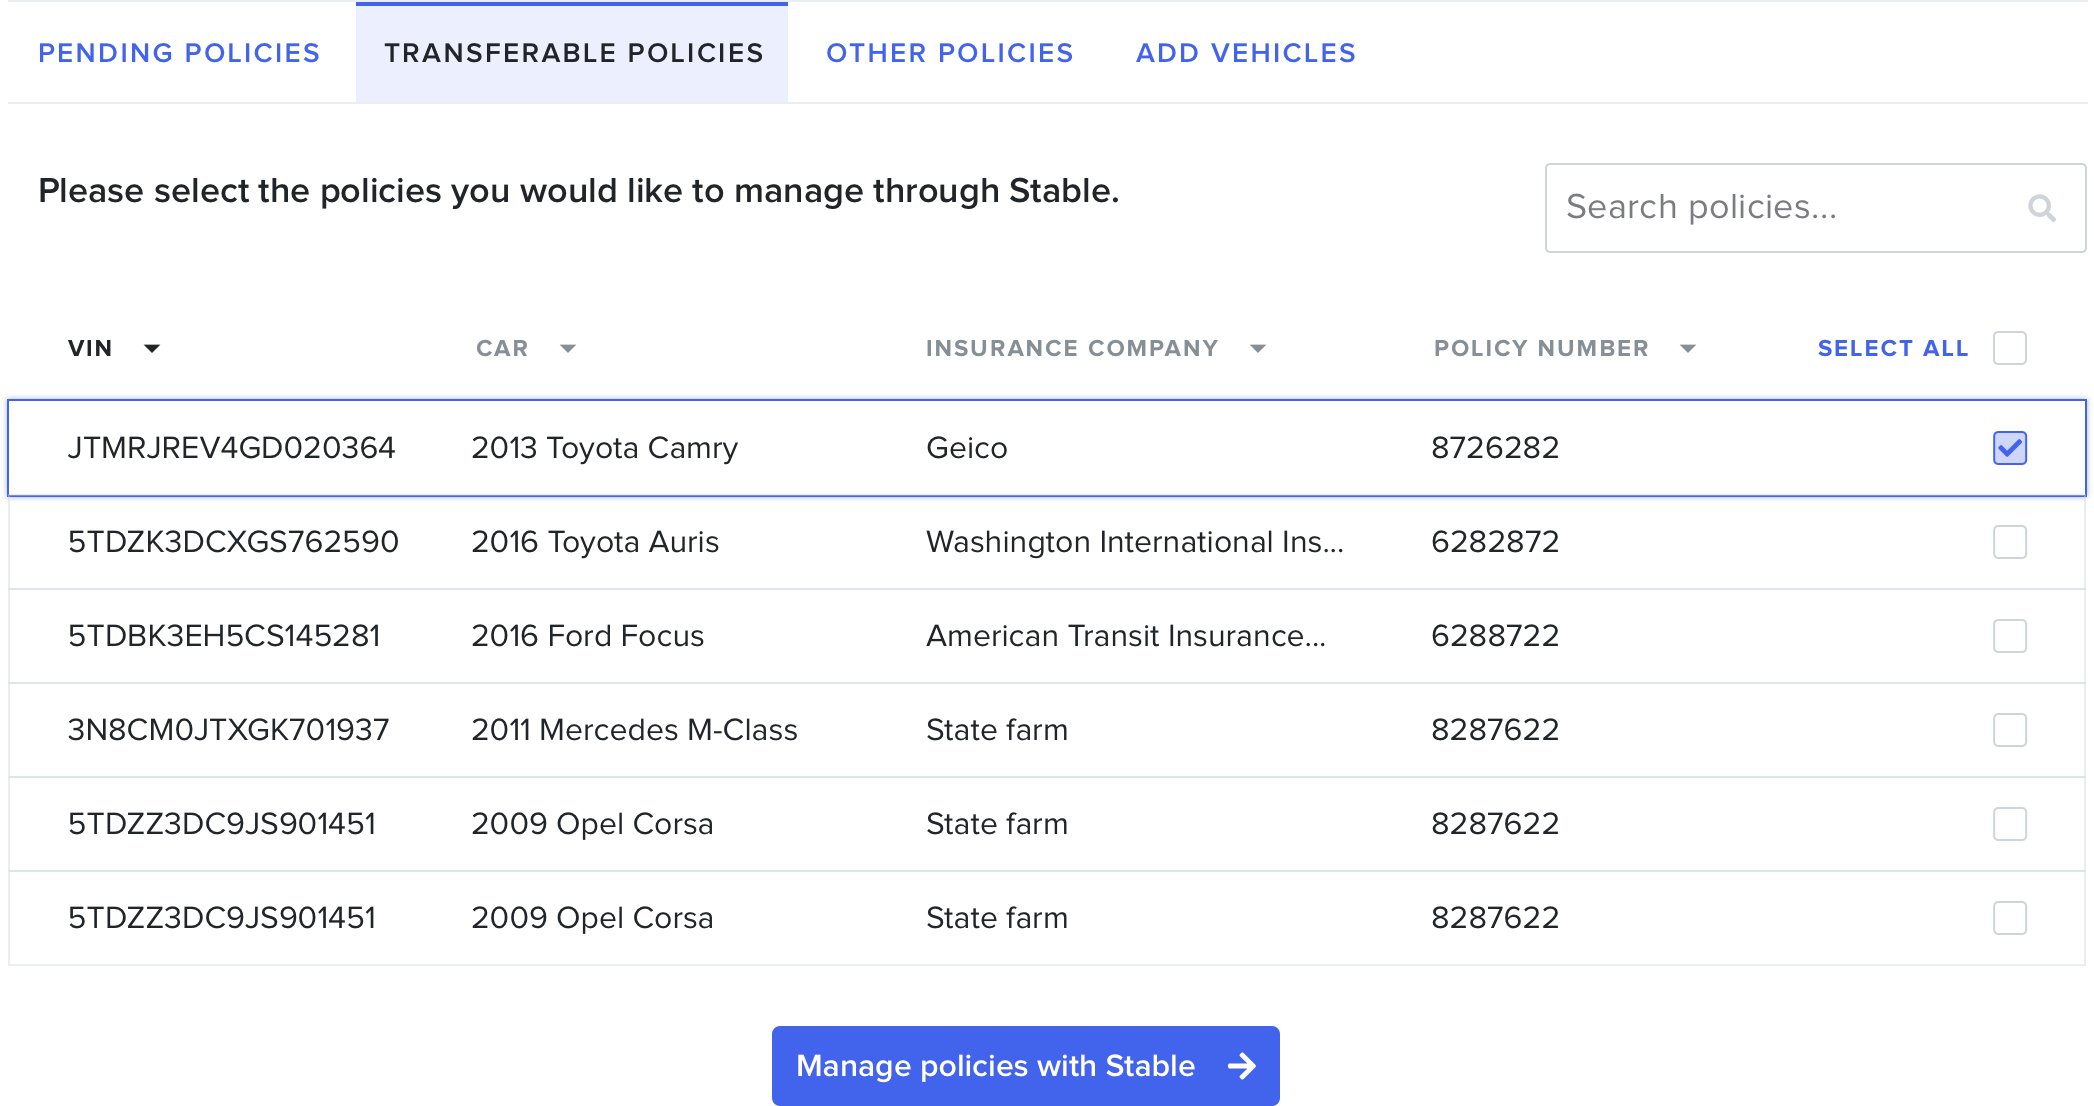 PENDING POLICIES TRANSFERABLE POLICIES OTHER POLICIES ADD VEHICLES
Please select the policies you would like to manage through Stable.
Search policies...
VIN CAR INSURANCE COMPANY POLICY NUMBER SELECT ALL
JTMRJREV4GD020364 2013 Toyota Camry Geico 8726282
5TDZK3DCXGS762590 2016 Toyota Auris Washington International Ins... 6282872
5TDBK3EH5CS145281 2016 Ford Focus American Transit Insurance... 6288722
3N8CM0JTXGK701937 2011 Mercedes M-Class State farm 8287622
5TDZZ3DC9JS901451 2009 Opel Corsa State farm 8287622
5TDZZ3DC9JS901451 2009 Opel Corsa State farm 8287622
Manage policies with Stable